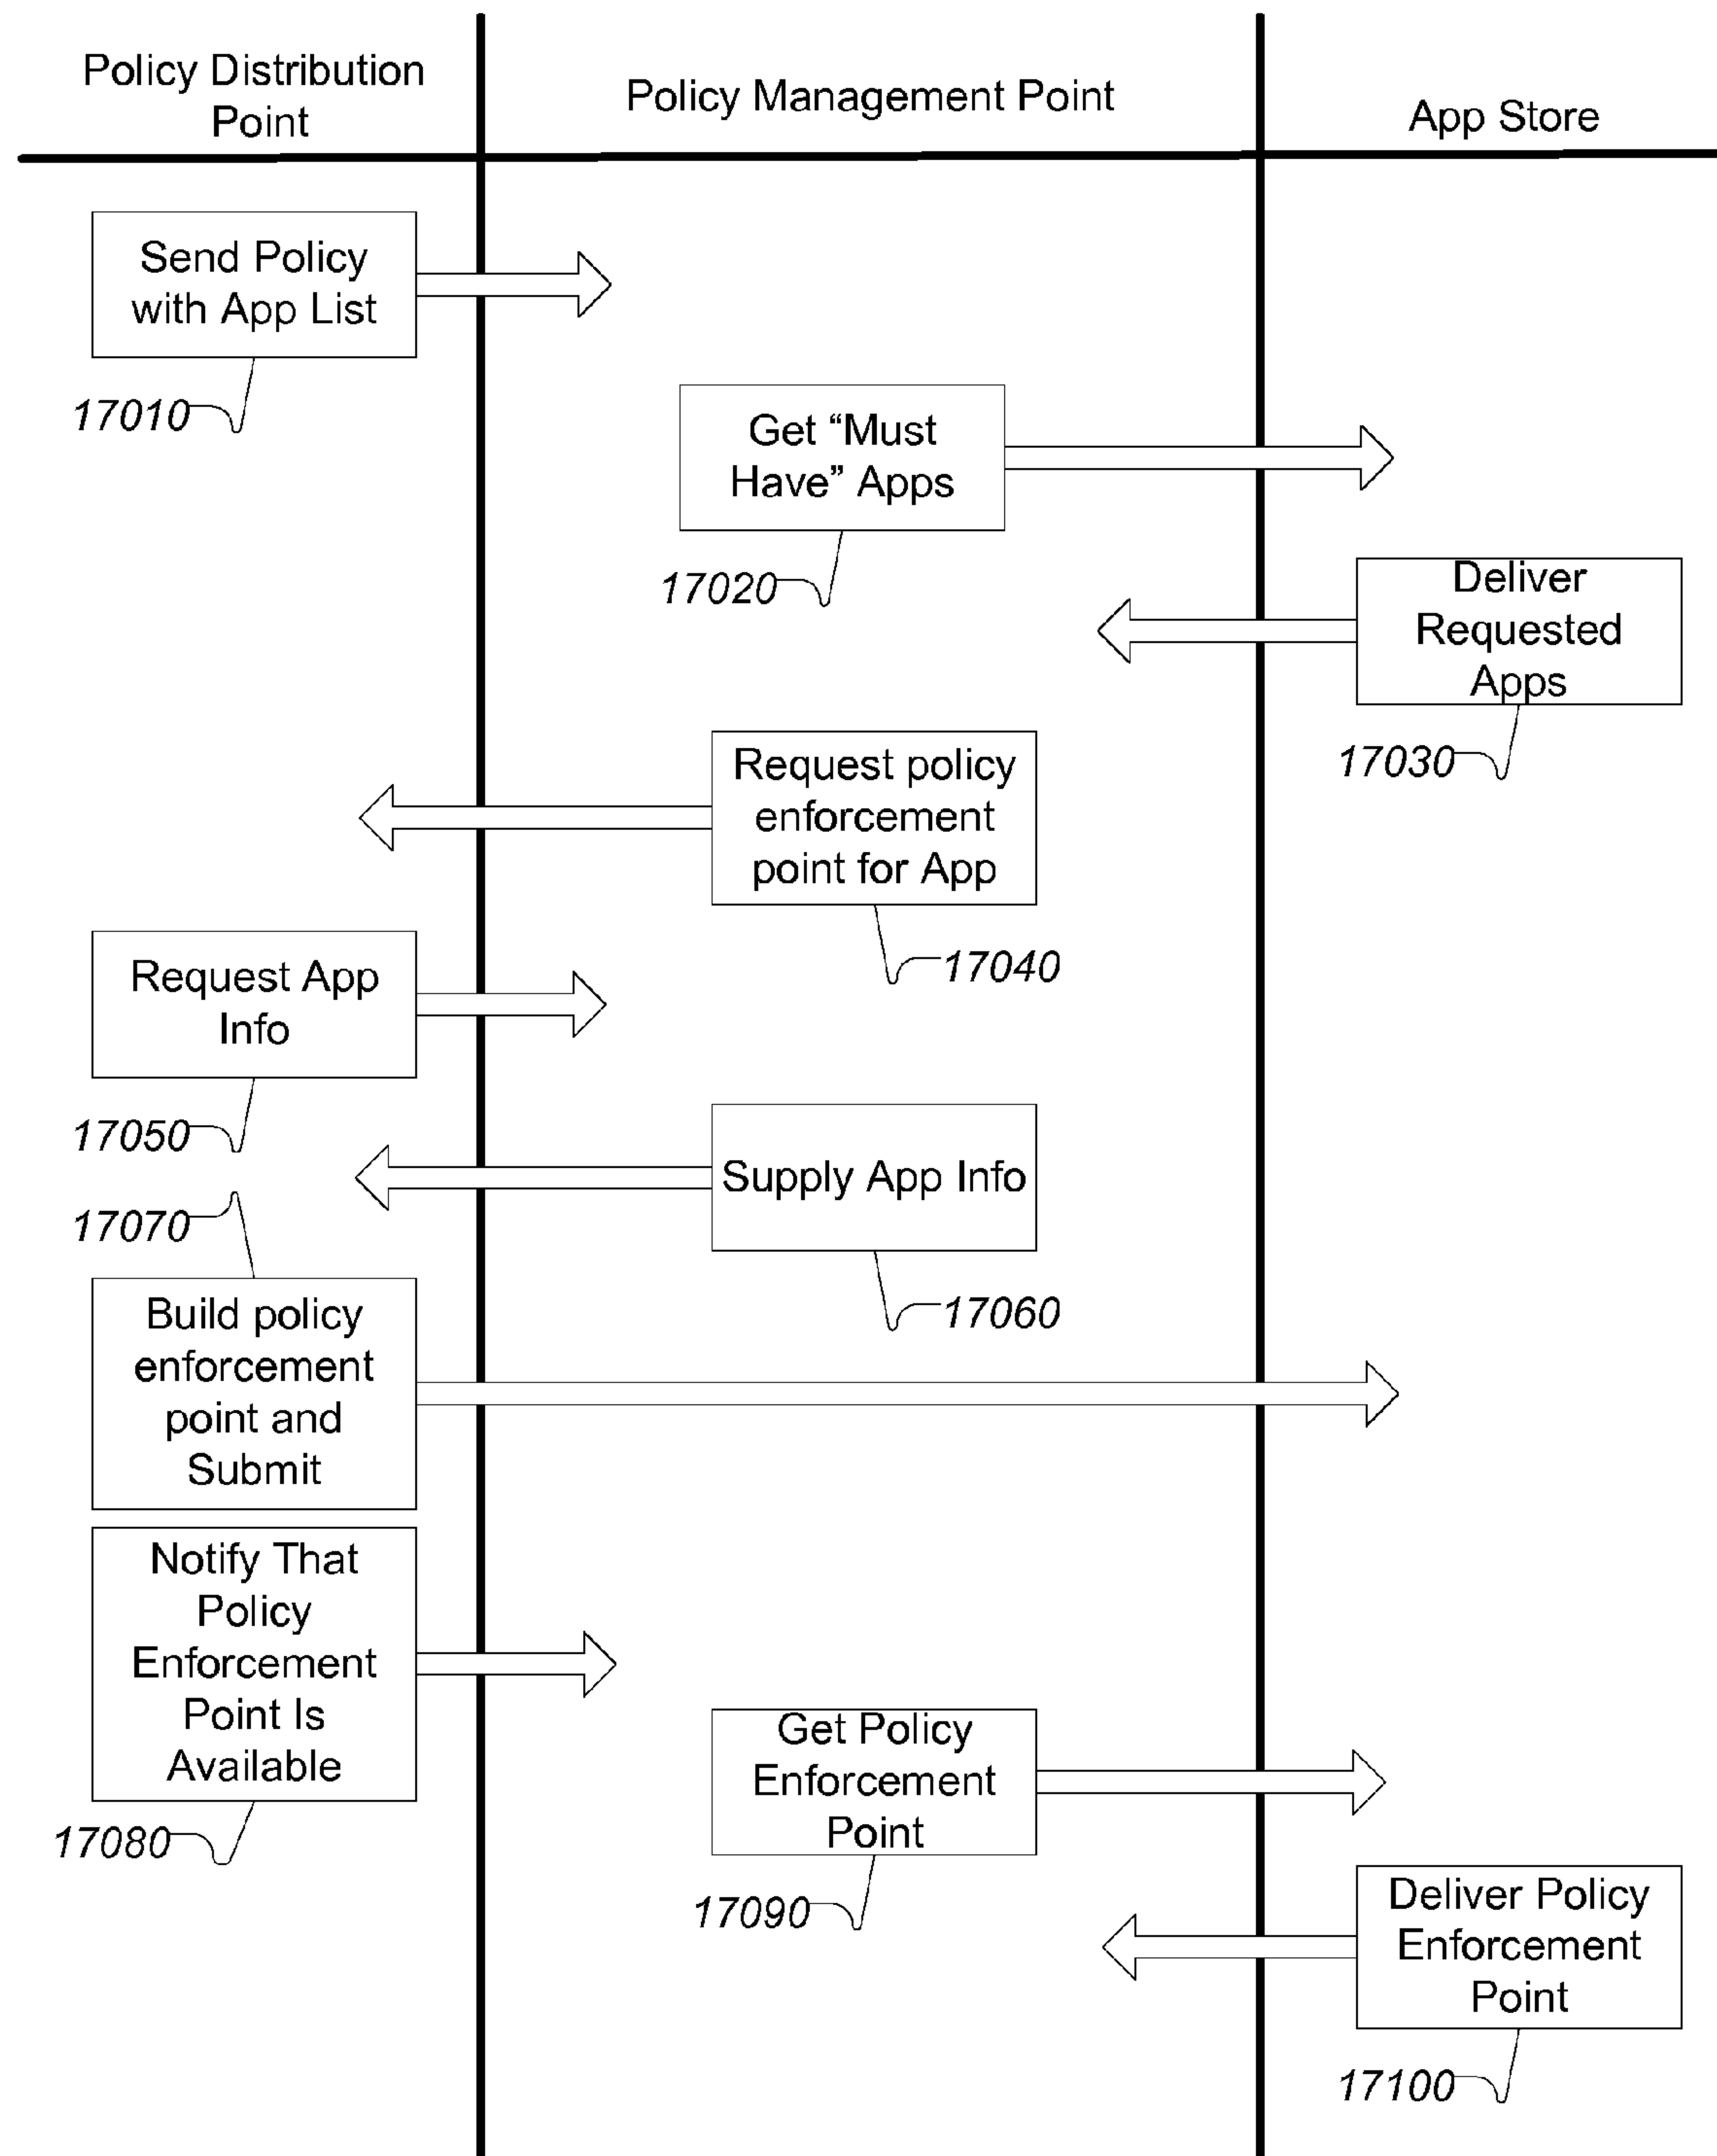 Policy Distribution
Point
Policy Management Point
App Store
Send Policy
with App List
17010
Get “Must
Have” Apps
17020
Deliver
Requested
Apps
17030
Request policy
enforcement
point for App
17040
Request App
Info
17050
Supply App Info
17060
17070
Build policy
enforcement
point and
Submit
Notify That
Policy
Enforcement
Point Is
Available
17080
Get Policy
Enforcement
Point
17090
Deliver Policy
Enforcement
Point
17100